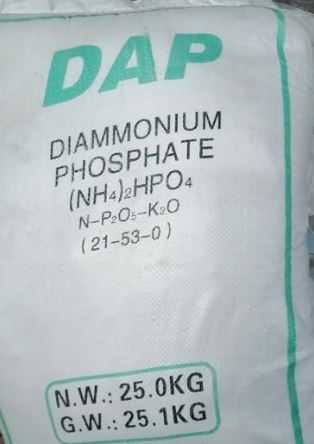 DAP
DIAMMONIUM
PHOSPHATE
(NH₄)₂HPO₄
N-P₂O₅-K₂O
(21-53-0)
N.W.: 25.0KG
G.W.: 25.1KG